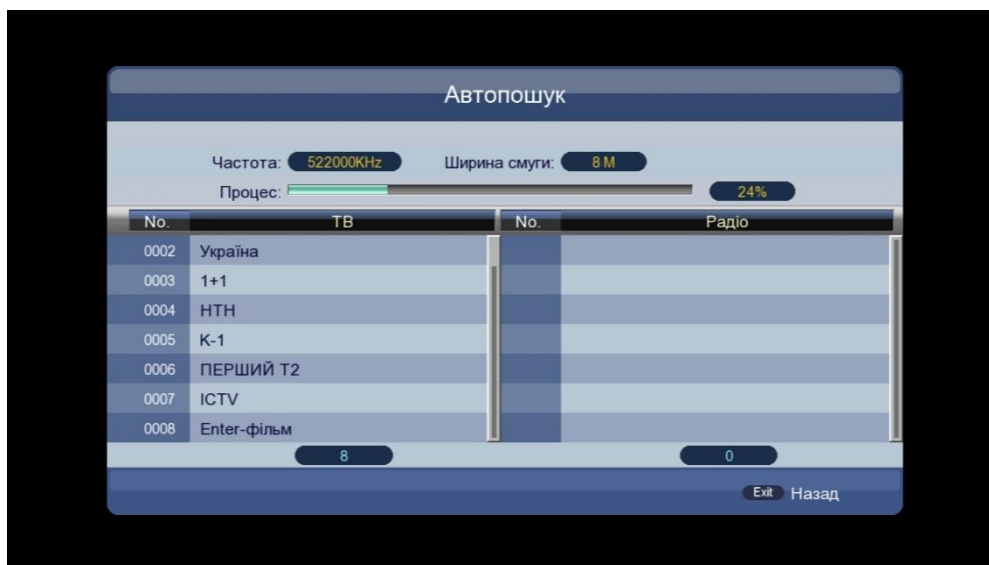 Автопошук
Частота: 522000KHz Ширина смуги: 8 M
Процес: 24%
No. ТВ No. Радіо
0002 Україна
0003 1+1
0004 НТН
0005 К-1
0006 ПЕРШИЙ Т2
0007 ICTV
0008 Enter-фільм
8 0
Exit Назад